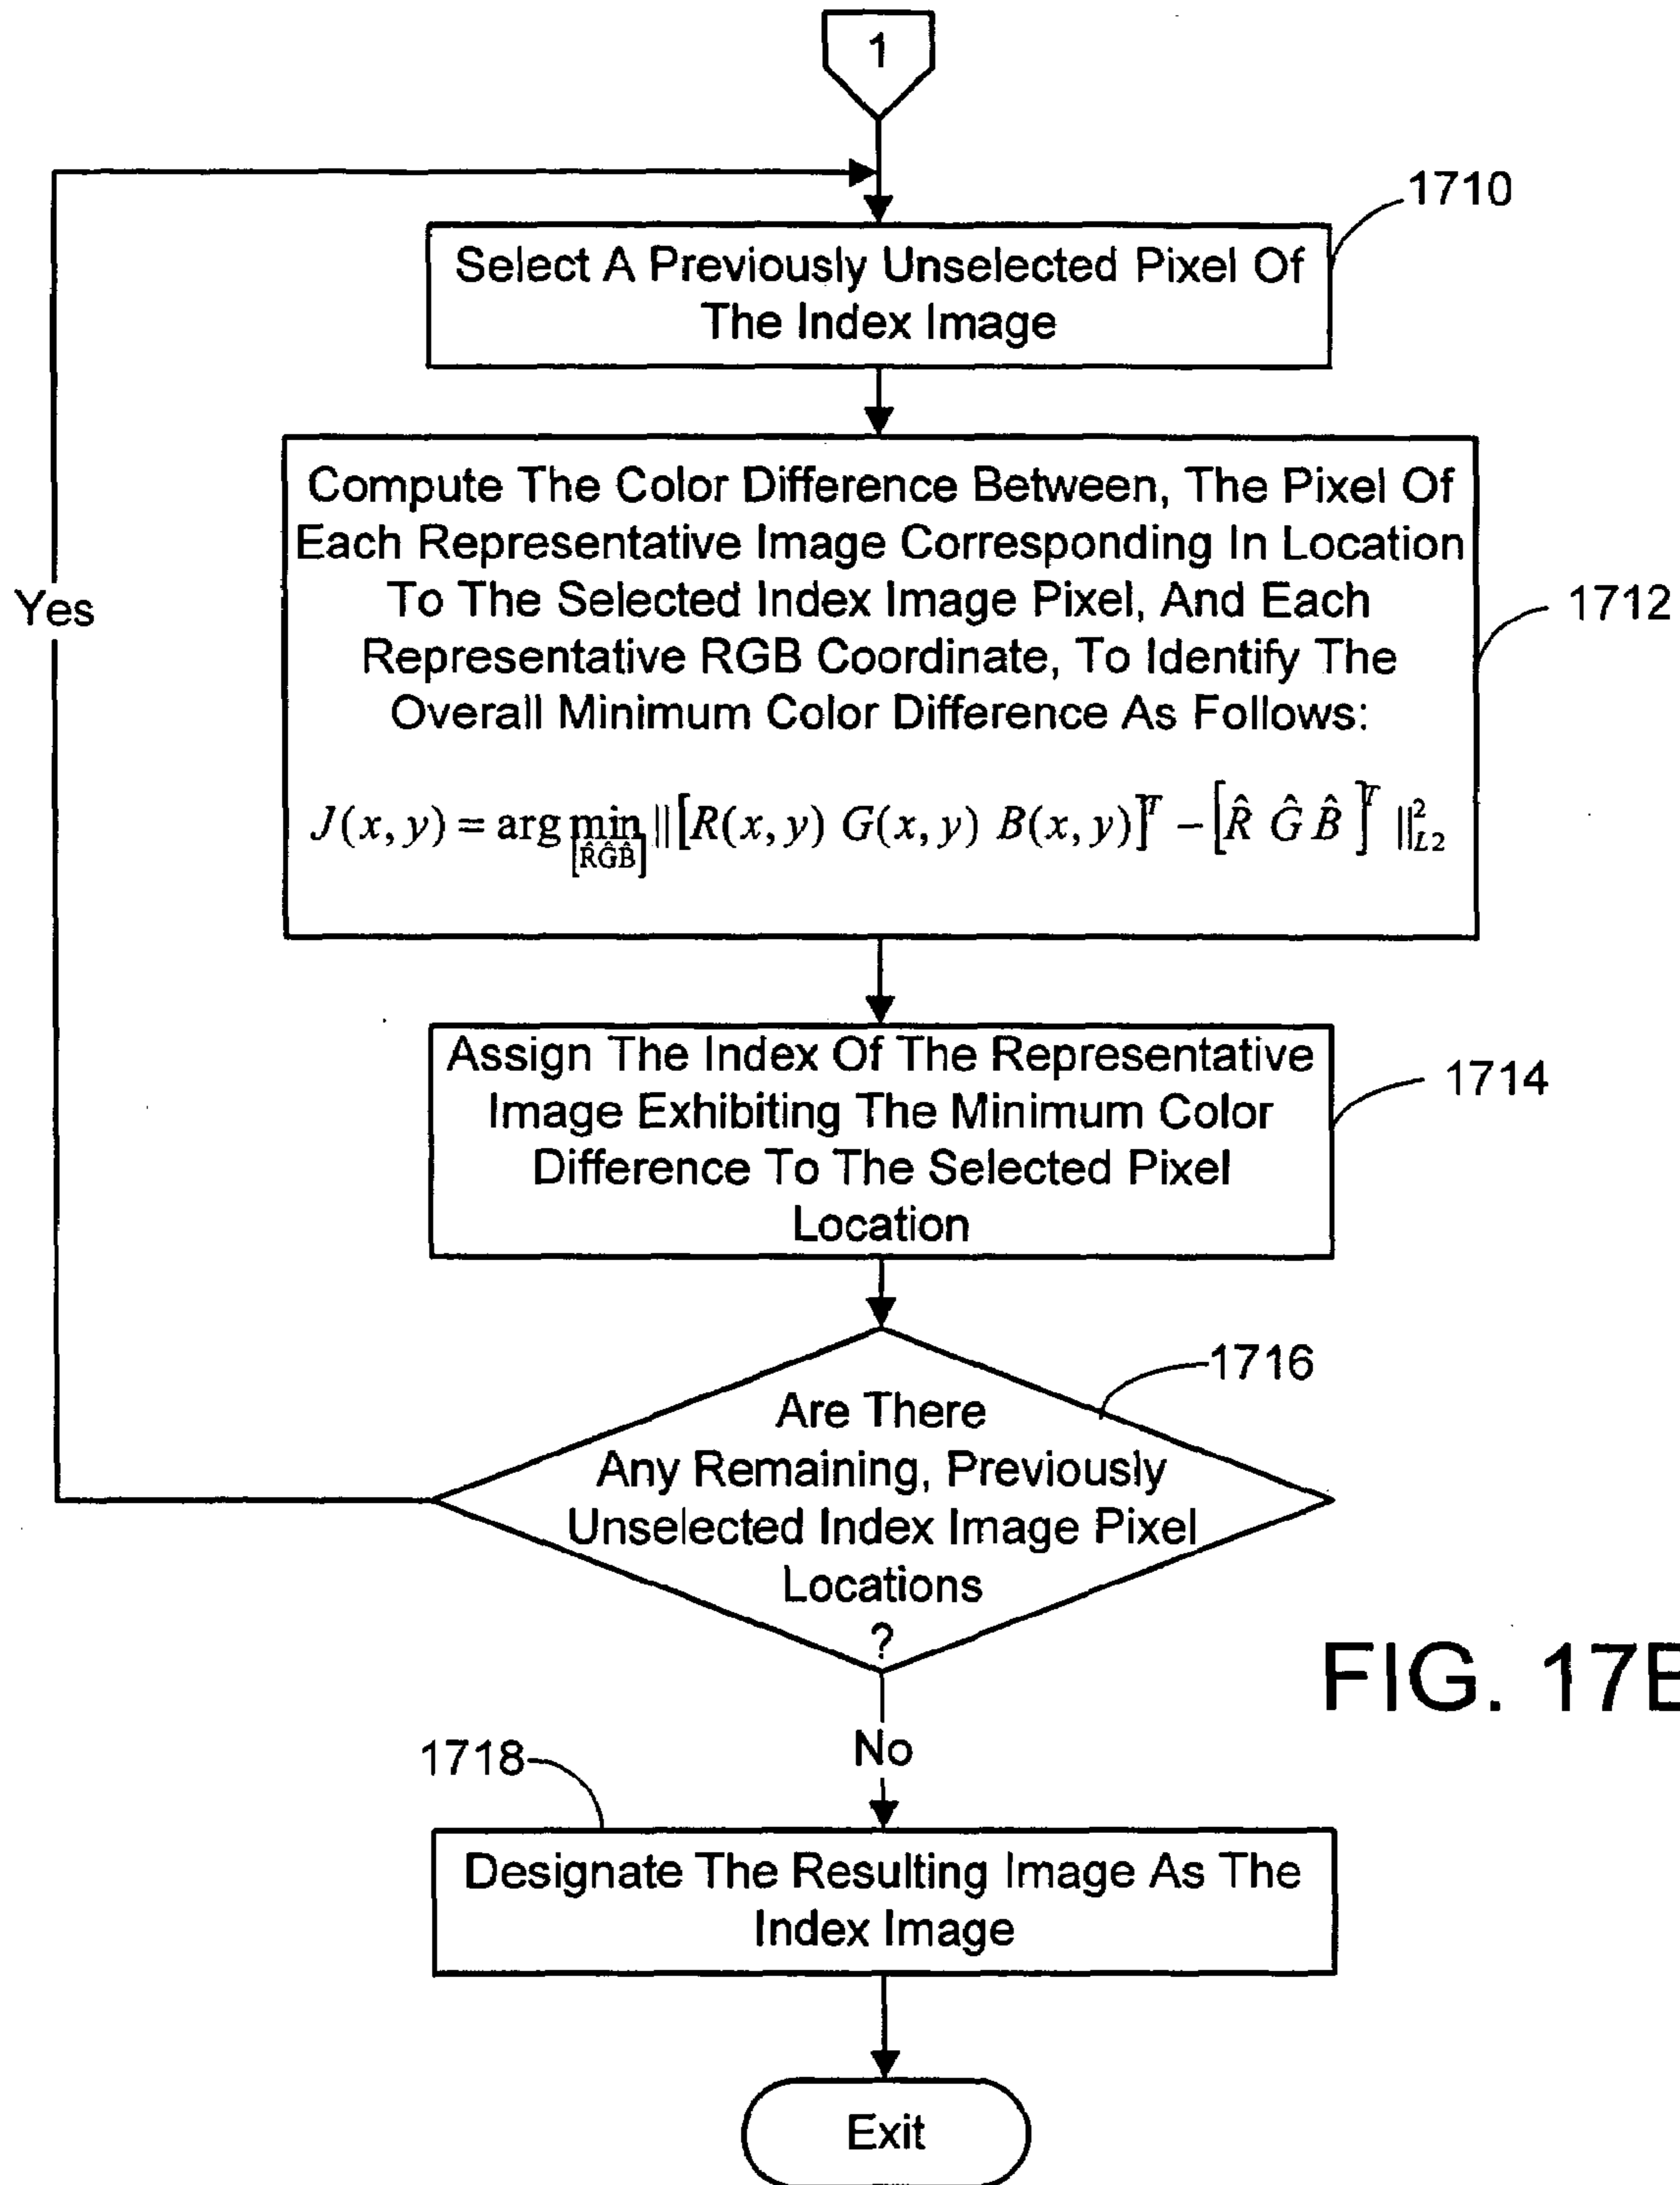 1
1710
Select A Previously Unselected Pixel Of
The Index Image
Compute The Color Difference Between, The Pixel Of
Each Representative Image Corresponding In Location
To The Selected Index Image Pixel, And Each
Representative RGB Coordinate, To Identify The
Overall Minimum Color Difference As Follows:
J(x, y) = arg min ‖ [R(x, y) G(x, y) B(x, y)]^T − [R̂ Ĝ B̂ ]^T ‖²_L2
[R̂ĜB̂]
1712
Yes
Assign The Index Of The Representative
Image Exhibiting The Minimum Color
Difference To The Selected Pixel
Location
1714
1716
Are There
Any Remaining, Previously
Unselected Index Image Pixel
Locations
?
FIG. 17B
No
1718
Designate The Resulting Image As The
Index Image
Exit